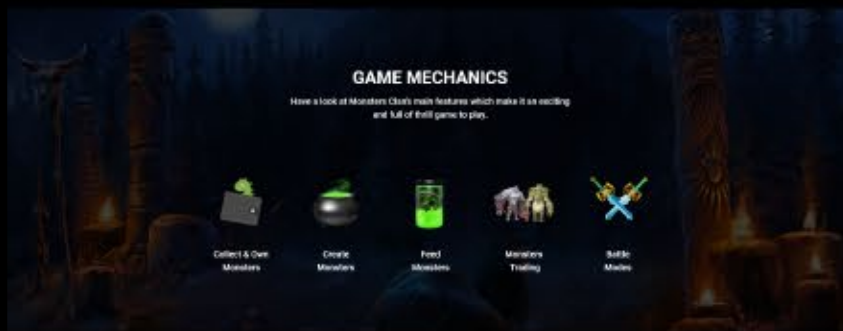 GAME MECHANICS
Have a look at Monsters Clan's main features which make it an exciting
and full of thrill game to play.
Collect & Own
Monsters
Create
Monsters
Feed
Monsters
Monsters
Trading
Battle
Modes